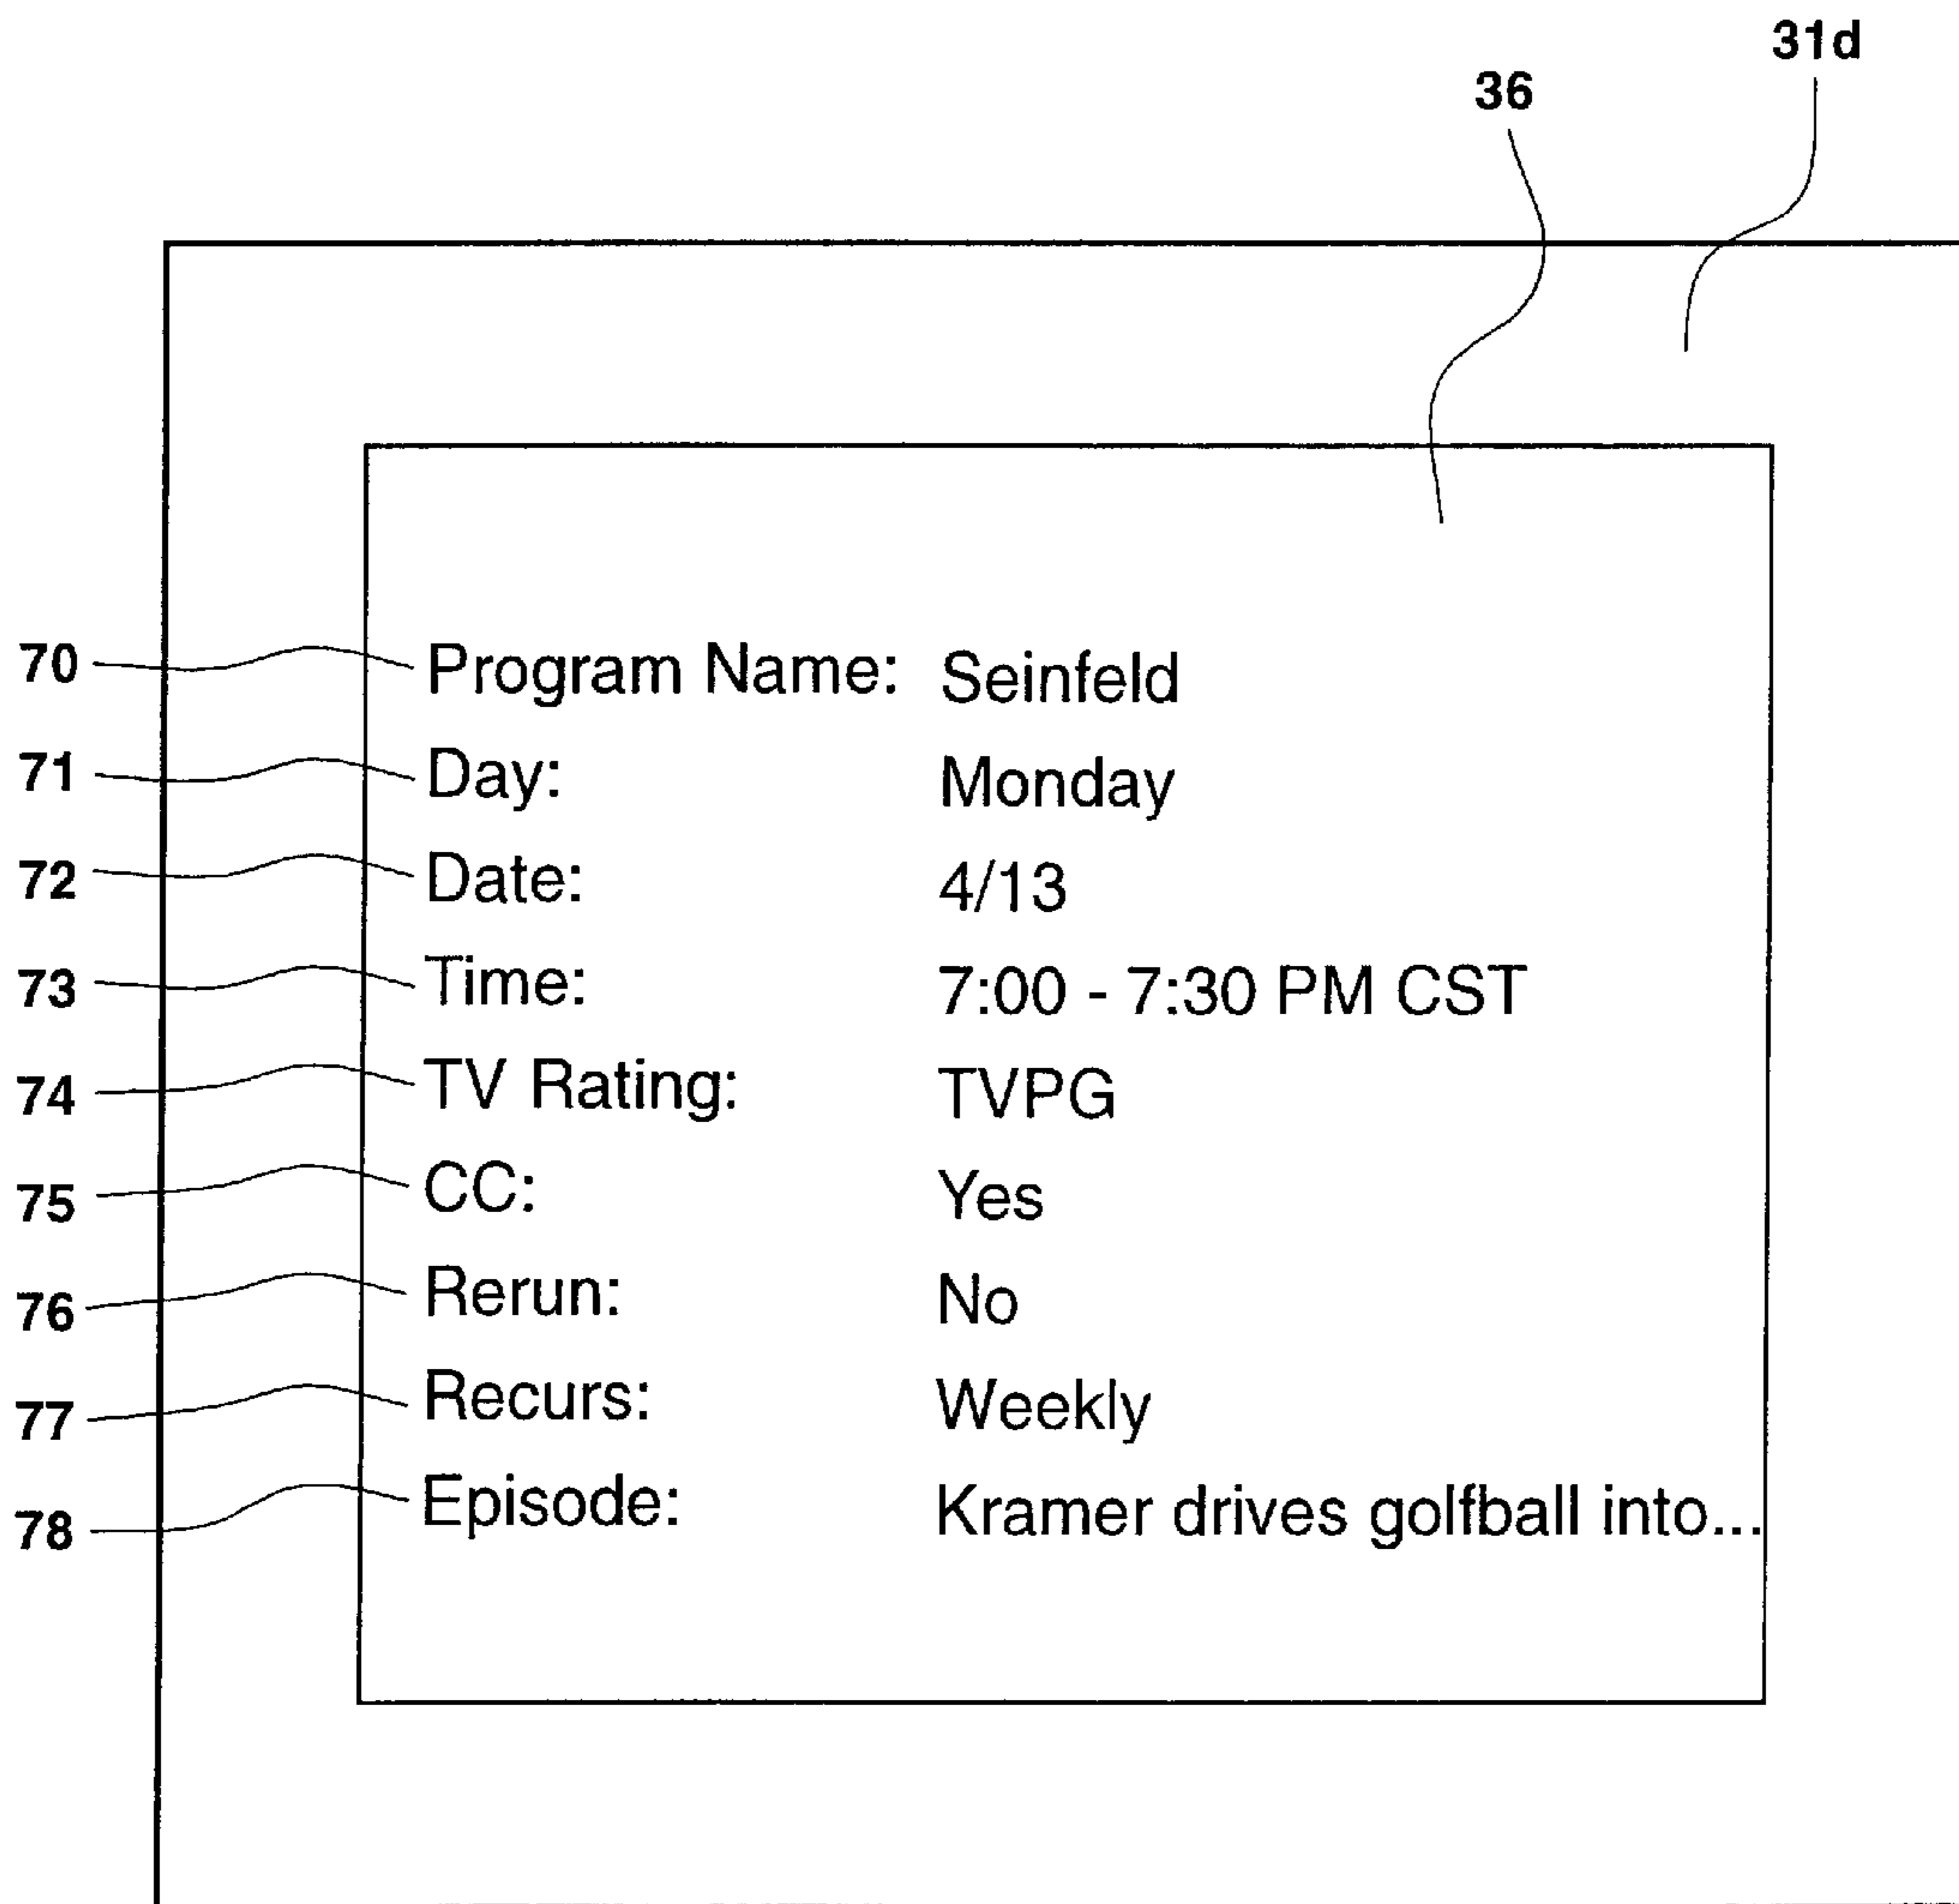 31d
36
70 Program Name: Seinfeld
71 Day: Monday
72 Date: 4/13
73 Time: 7:00 - 7:30 PM CST
74 TV Rating: TVPG
75 CC: Yes
76 Rerun: No
77 Recurs: Weekly
78 Episode: Kramer drives golfball into...